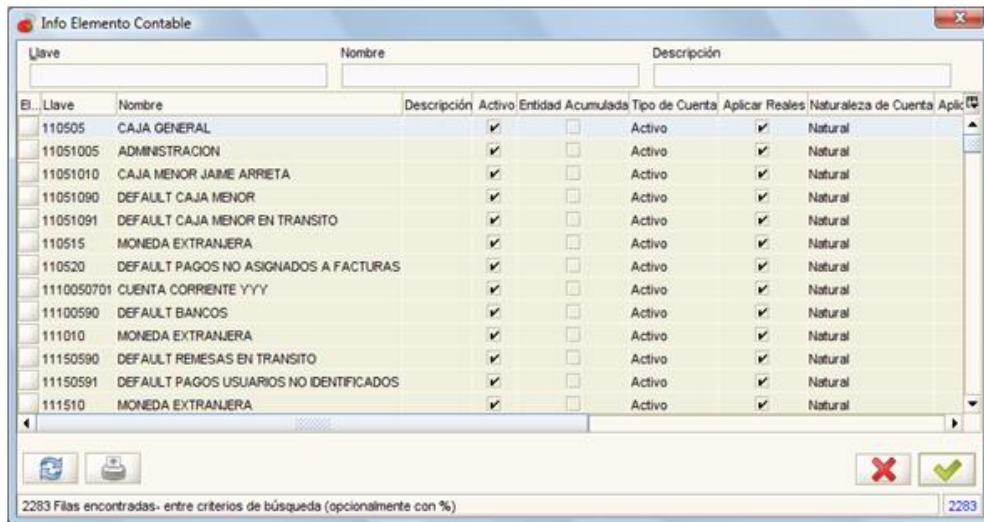 Info Elemento Contable
Llave Nombre Descripción
El... Llave Nombre Descripción Activo Entidad Acumulada Tipo de Cuenta Aplicar Reales Naturaleza de Cuenta Aplic
110505 CAJA GENERAL Activo Natural
11051005 ADMINISTRACION Activo Natural
11051010 CAJA MENOR JAIME ARRIETA Activo Natural
11051090 DEFAULT CAJA MENOR Activo Natural
11051091 DEFAULT CAJA MENOR EN TRANSITO Activo Natural
110515 MONEDA EXTRANJERA Activo Natural
110520 DEFAULT PAGOS NO ASIGNADOS A FACTURAS Activo Natural
1110050701 CUENTA CORRIENTE YYY Activo Natural
11100590 DEFAULT BANCOS Activo Natural
111010 MONEDA EXTRANJERA Activo Natural
11150590 DEFAULT REMESAS EN TRANSITO Activo Natural
11150591 DEFAULT PAGOS USUARIOS NO IDENTIFICADOS Activo Natural
111510 MONEDA EXTRANJERA Activo Natural
2283 Filas encontradas- entre criterios de búsqueda (opcionalmente con %) 2283